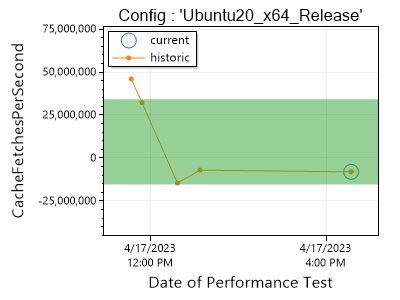 Config : 'Ubuntu20_x64_Release'
current
historic
75,000,000
50,000,000
25,000,000
0
-25,000,000
CacheFetchesPerSecond
4/17/2023
12:00 PM
4/17/2023
4:00 PM
Date of Performance Test